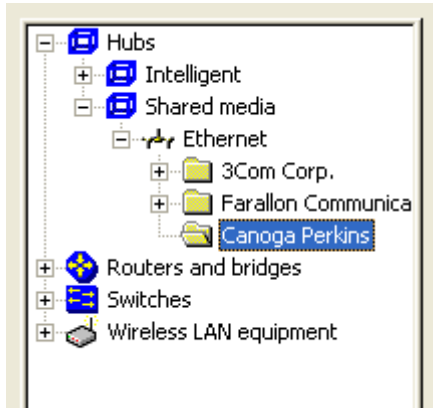 Hubs
Intelligent
Shared media
Ethernet
3Com Corp.
Farallon Communica
Canoga Perkins
Routers and bridges
Switches
Wireless LAN equipment